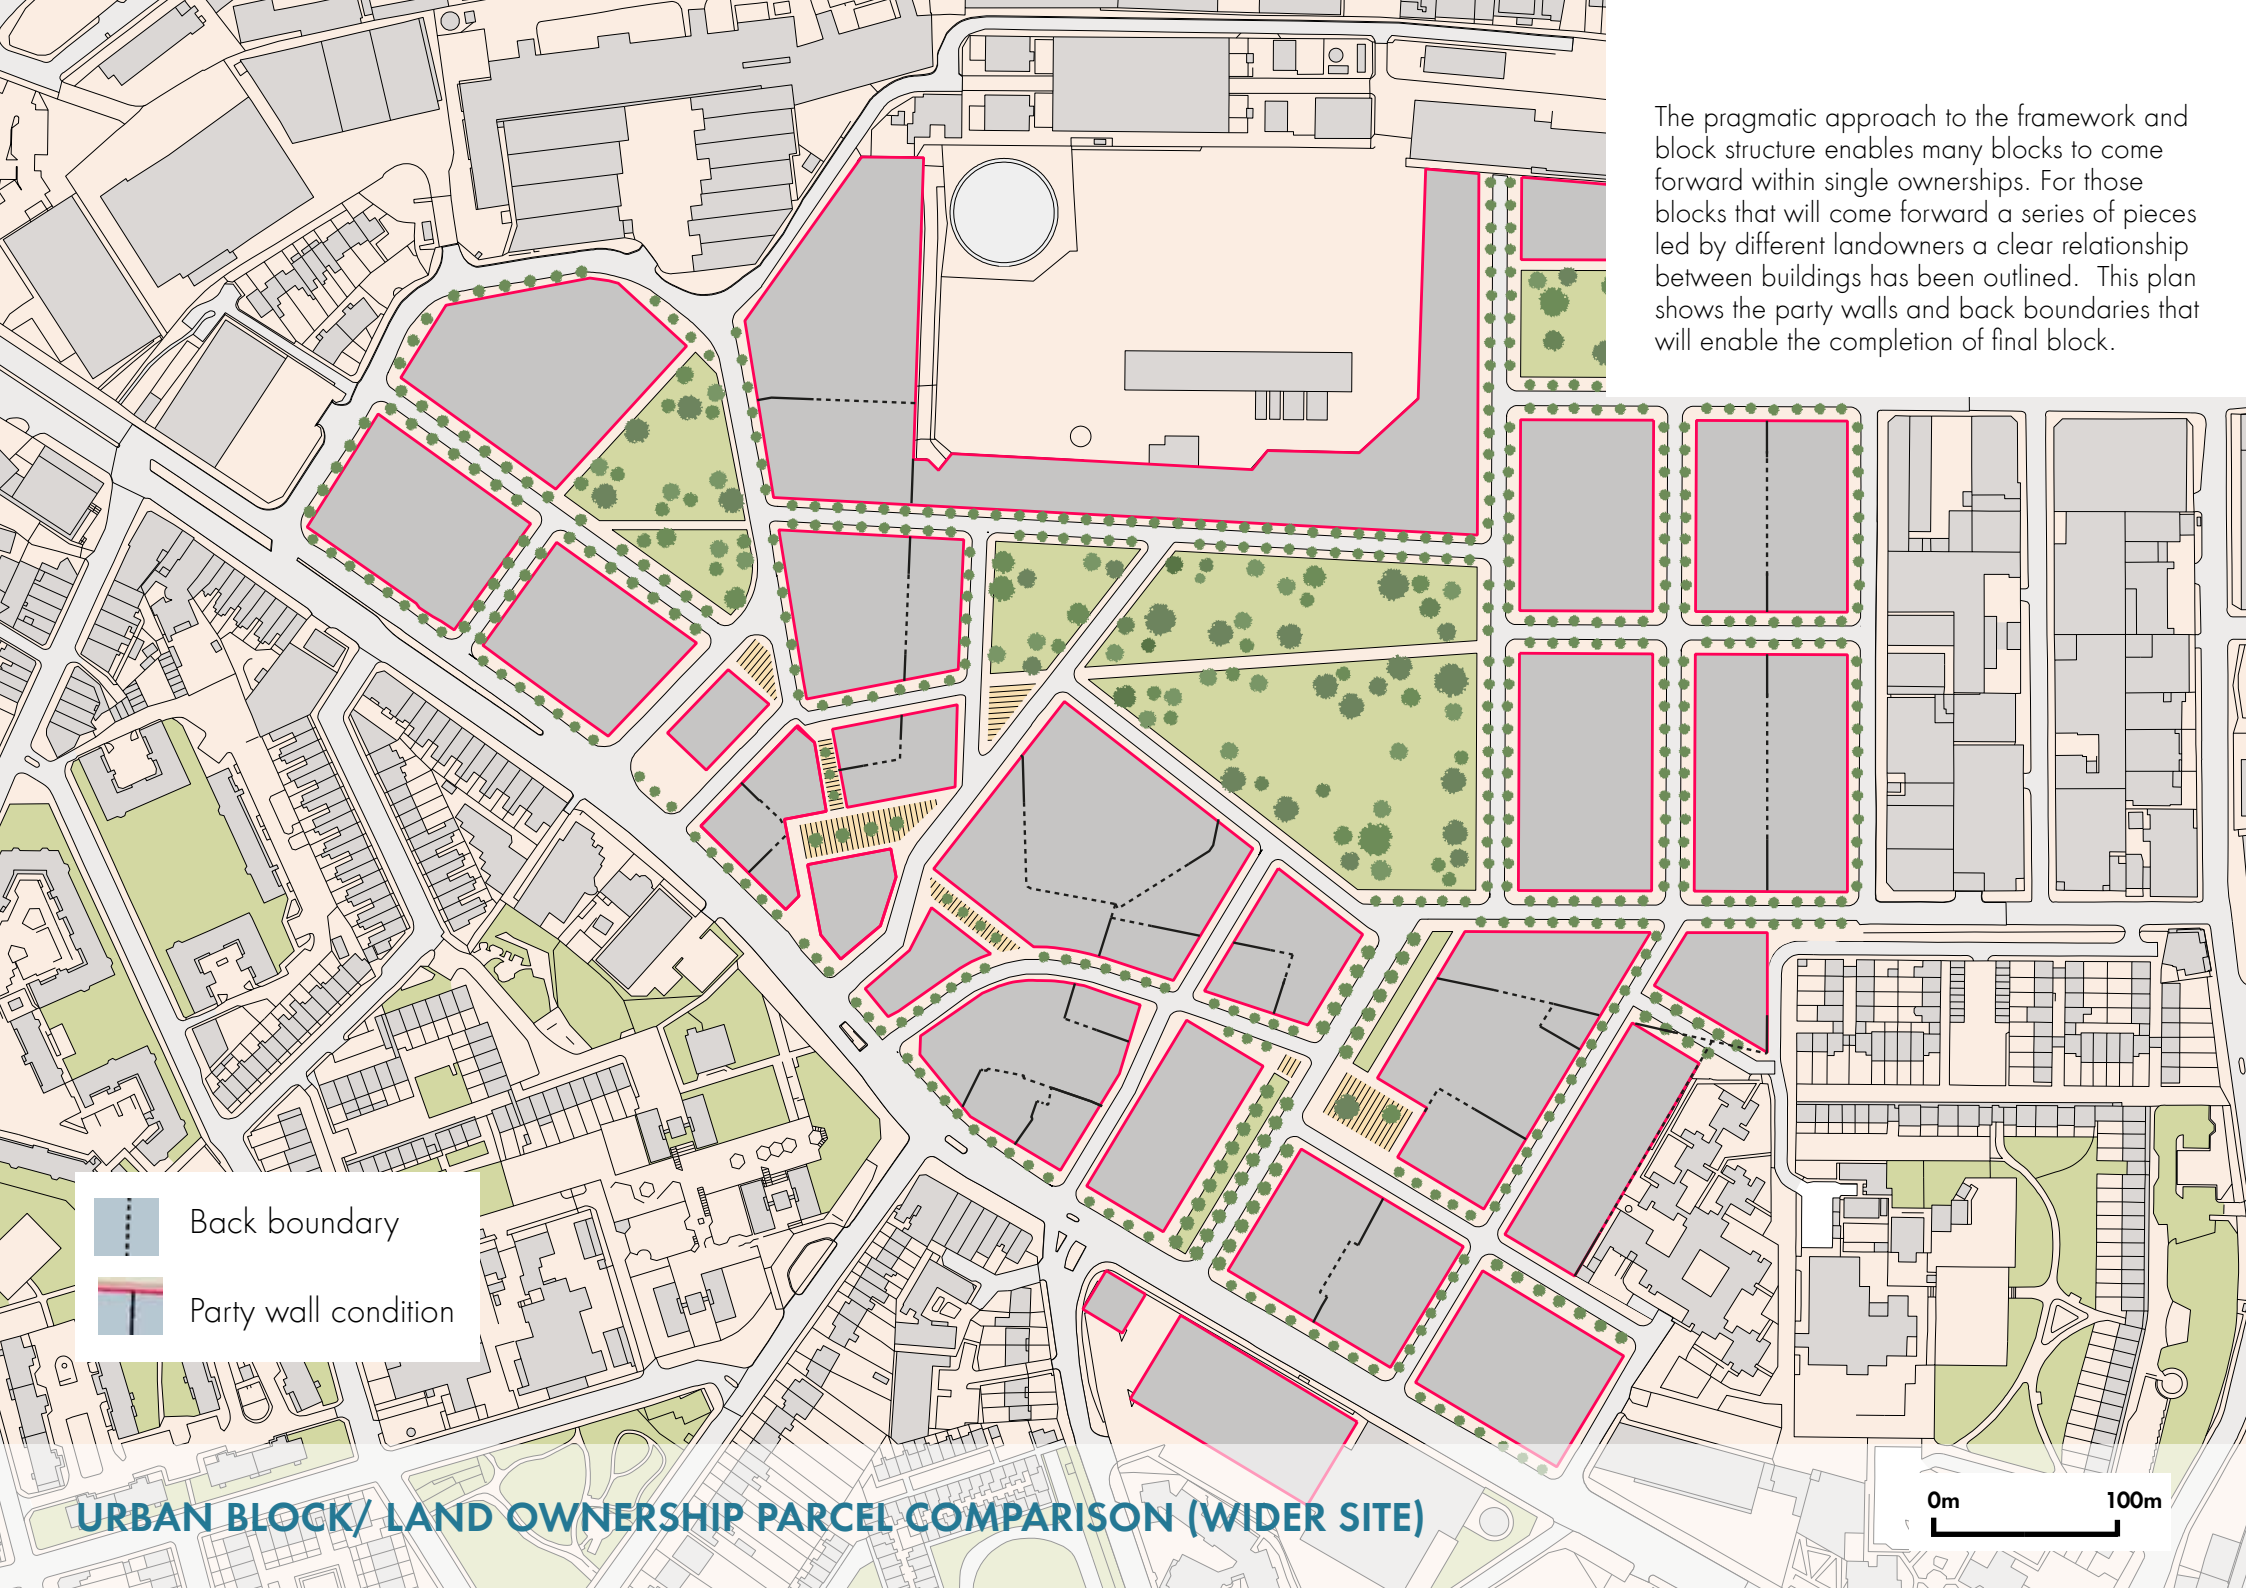 The pragmatic approach to the framework and
block structure enables many blocks to come
forward within single ownerships. For those
blocks that will come forward a series of pieces
led by different landowners a clear relationship
between buildings has been outlined. This plan
shows the party walls and back boundaries that
will enable the completion of final block.
Back boundary
Party wall condition
URBAN BLOCK/ LAND OWNERSHIP PARCEL COMPARISON (WIDER SITE)
0m 100m